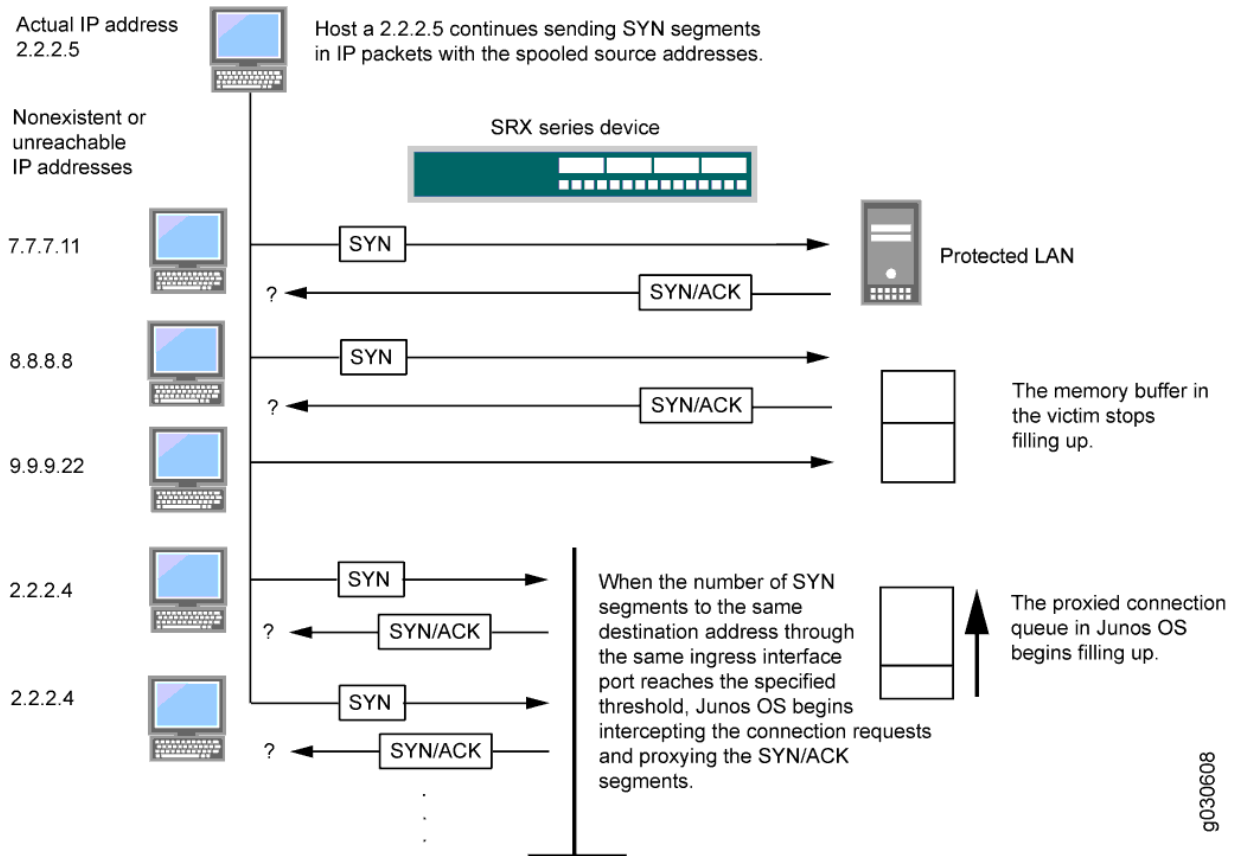 Actual IP address
2.2.2.5
Host a 2.2.2.5 continues sending SYN segments
in IP packets with the spooled source addresses.
Nonexistent or
unreachable
IP addresses
SRX series device
7.7.7.11
SYN
Protected LAN
?
SYN/ACK
8.8.8.8
SYN
?
SYN/ACK
The memory buffer in
the victim stops
filling up.
9.9.9.22
2.2.2.4
SYN
?
SYN/ACK
2.2.2.4
SYN
?
SYN/ACK
When the number of SYN
segments to the same
destination address through
the same ingress interface
port reaches the specified
threshold, Junos OS begins
intercepting the connection requests
and proxying the SYN/ACK
segments.
The proxied connection
queue in Junos OS
begins filling up.
g030608